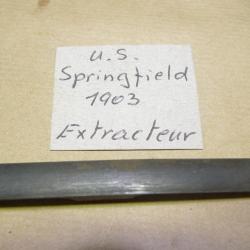 U.S.
Springfield
1903
Extracteur